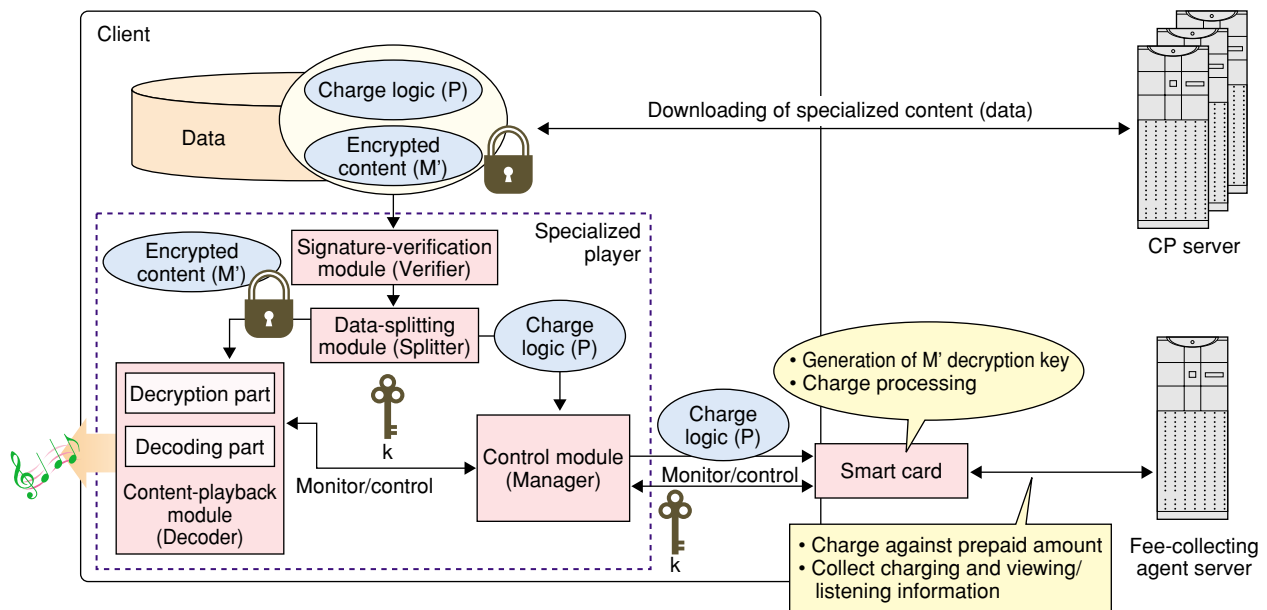 Client
Charge logic (P)
Data
Encrypted
content (M’)
Downloading of specialized content (data)
CP server
Specialized
player
Encrypted
content (M’)
Signature-verification
module (Verifier)
Data-splitting
module (Splitter)
Charge
logic (P)
• Generation of M’ decryption key
• Charge processing
Decryption part
Decoding part
Content-playback
module
(Decoder)
k
Monitor/control
Control module
(Manager)
Charge
logic (P)
Monitor/control
k
Smart card
• Charge against prepaid amount
• Collect charging and viewing/
listening information
Fee-collecting
agent server